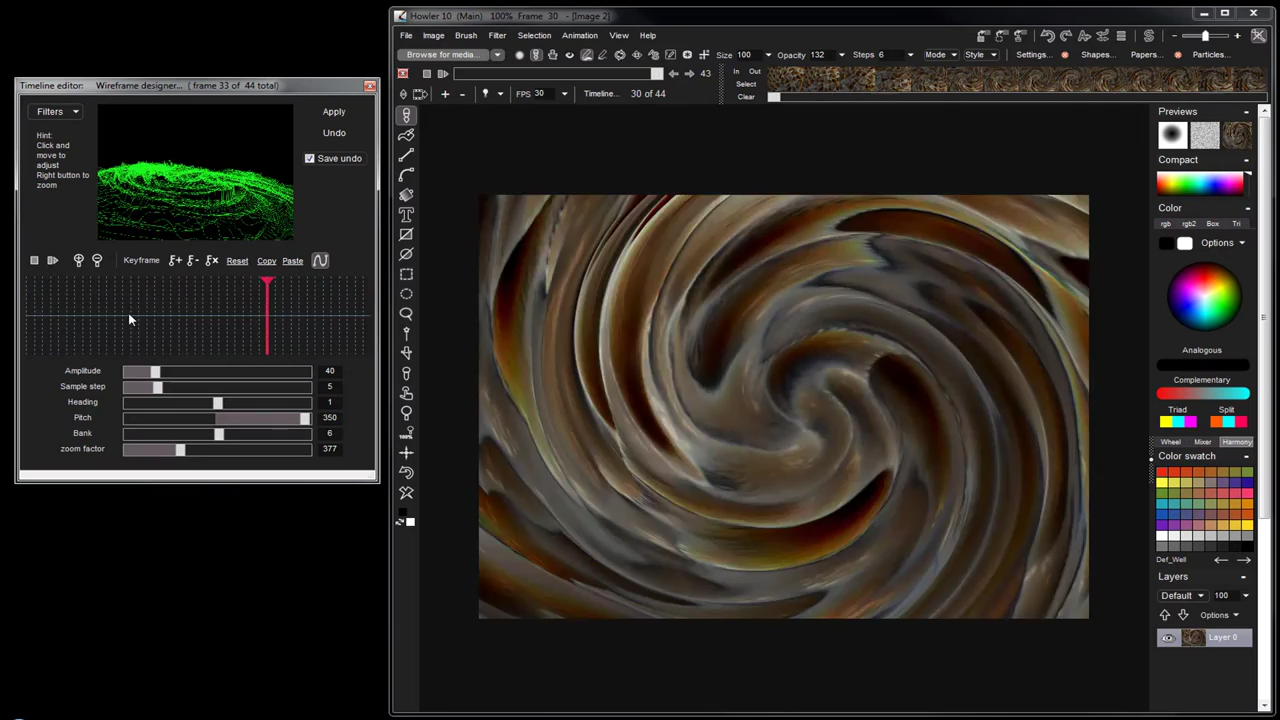 Timeline editor: Wireframe designer... ( frame 33 of 44 total)
Filters
Apply
Undo
Save undo
Hint:
Click and
move to
adjust
Right button to
zoom
Keyframe
Reset
Copy
Paste
Amplitude 40
Sample step 5
Heading 1
Pitch 350
Bank 6
zoom factor 377
Howler 10 (Main) 100% Frame 30 - [Image 2]
File Image Brush Filter Selection Animation View Help
Browse for media... Size 100 Opacity 132 Steps 6 Mode Style Settings... Shapes... Papers... Particles...
43 In Out
Select
Clear
FPS 30 Timeline... 30 of 44
100%
Previews
Compact
Color
rgb rgb2 Box Tri
Options
Analogous
Complementary
Triad Split
Wheel Mixer Harmony
Color swatch
Def_Well
Layers
Default 100
Options
Layer 0